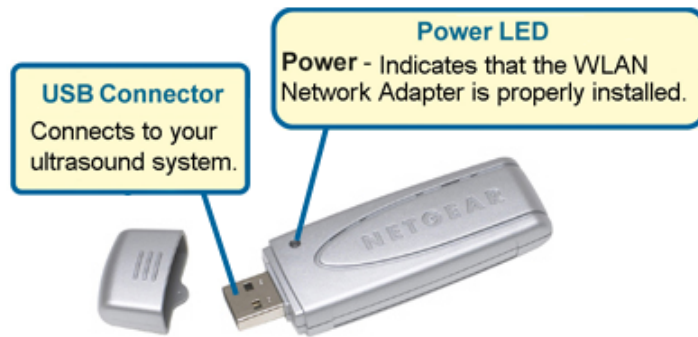 Power LED
Power - Indicates that the WLAN
Network Adapter is properly installed.
USB Connector
Connects to your
ultrasound system.
NETGEAR